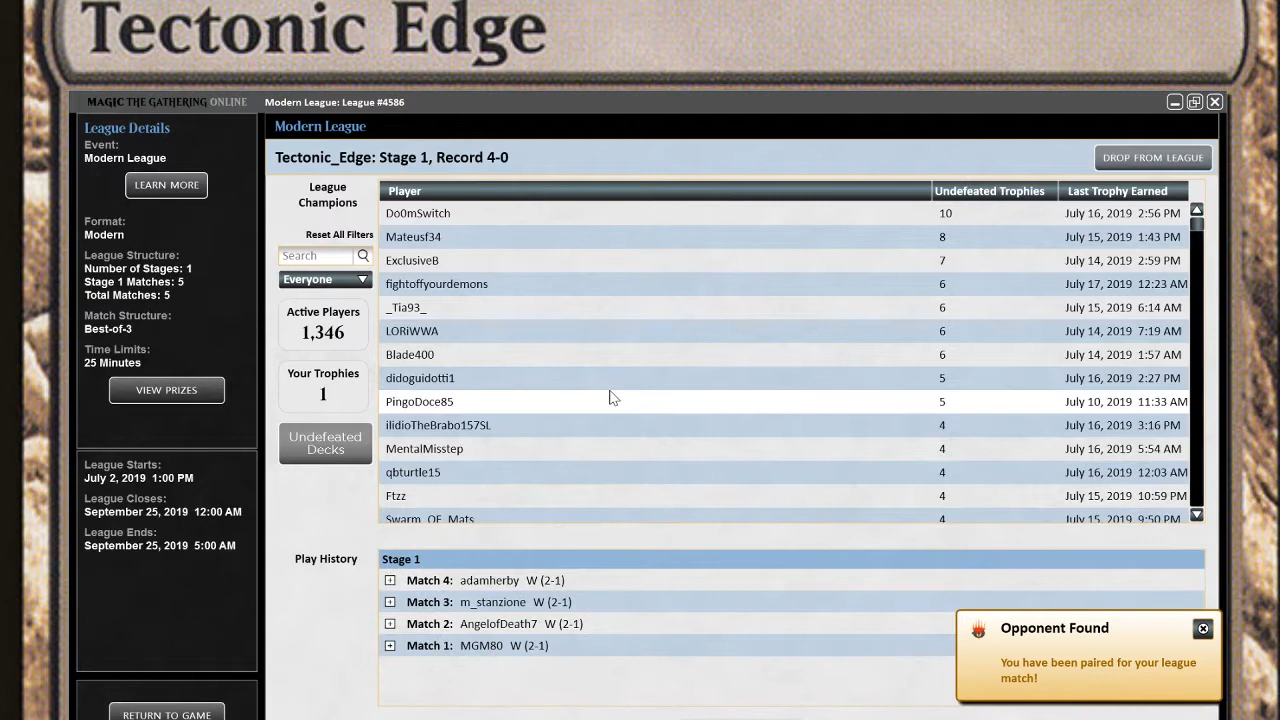 Tectonic Edge
MAGIC THE GATHERING ONLINE
Modern League: League #4586
League Details
Event:
Modern League
LEARN MORE
Format:
Modern
League Structure:
Number of Stages: 1
Stage 1 Matches: 5
Total Matches: 5
Match Structure:
Best-of-3
Time Limits:
25 Minutes
VIEW PRIZES
League Starts:
July 2, 2019 1:00 PM
League Closes:
September 25, 2019 12:00 AM
League Ends:
September 25, 2019 5:00 AM
RETURN TO GAME
Modern League
Tectonic_Edge: Stage 1, Record 4-0
DROP FROM LEAGUE
League
Champions
Reset All Filters
Search
Everyone
Active Players
1,346
Your Trophies
1
Undefeated
Decks
Player Undefeated Trophies Last Trophy Earned
Do0mSwitch 10 July 16, 2019 2:56 PM
Mateusf34 8 July 15, 2019 1:43 PM
ExclusiveB 7 July 14, 2019 2:59 PM
fightoffyourdemons 6 July 17, 2019 12:23 AM
_Tia93_ 6 July 15, 2019 6:14 AM
LORiWWA 6 July 14, 2019 7:19 AM
Blade400 6 July 14, 2019 1:57 AM
didoguidotti1 5 July 16, 2019 2:27 PM
PingoDoce85 5 July 10, 2019 11:33 AM
ilidioTheBrabo157SL 4 July 16, 2019 3:16 PM
MentalMisstep 4 July 16, 2019 5:54 AM
qbturtle15 4 July 16, 2019 12:03 AM
Ftzz 4 July 15, 2019 10:59 PM
Swarm_OF_Mats 4 July 15, 2019 9:50 PM
Play History
Stage 1
Match 4: adamherby W (2-1)
Match 3: m_stanzione W (2-1)
Match 2: AngelofDeath7 W (2-1)
Match 1: MGM80 W (2-1)
Opponent Found
You have been paired for your league
match!